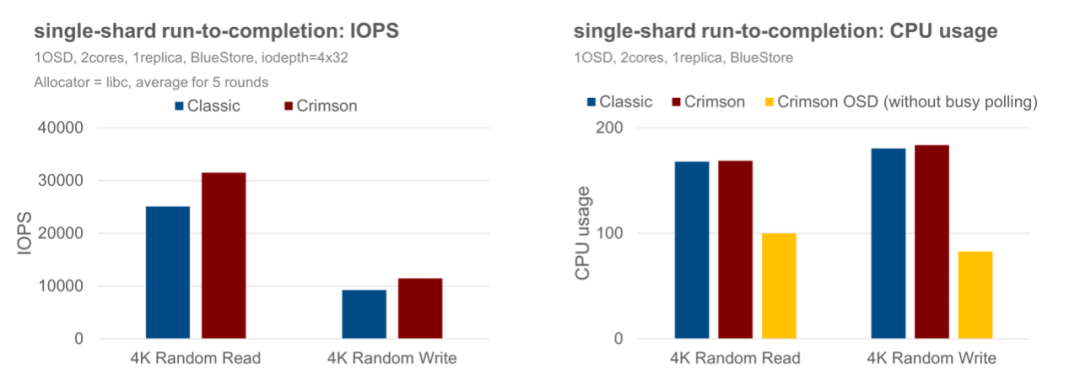 single-shard run-to-completion: IOPS
1OSD, 2cores, 1replica, BlueStore, iodepth=4x32
Allocator = libc, average for 5 rounds
Classic
Crimson
40000
30000
20000
10000
0
IOPS
4K Random Read
4K Random Write
single-shard run-to-completion: CPU usage
1OSD, 2cores, 1replica, BlueStore
Classic
Crimson
Crimson OSD (without busy polling)
200
100
0
CPU usage
4K Random Read
4K Random Write